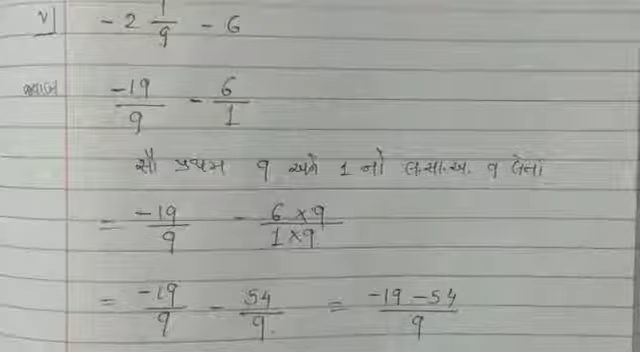 v] -2 1/9 - 6
જવાબ -19/9 - 6/1
સૌ પ્રથમ 9 અને 1 નો લ.સા.અ. 9 લેતાં
= -19/9 - 6×9/1×9
= -19/9 - 54/9 = -19-54/9